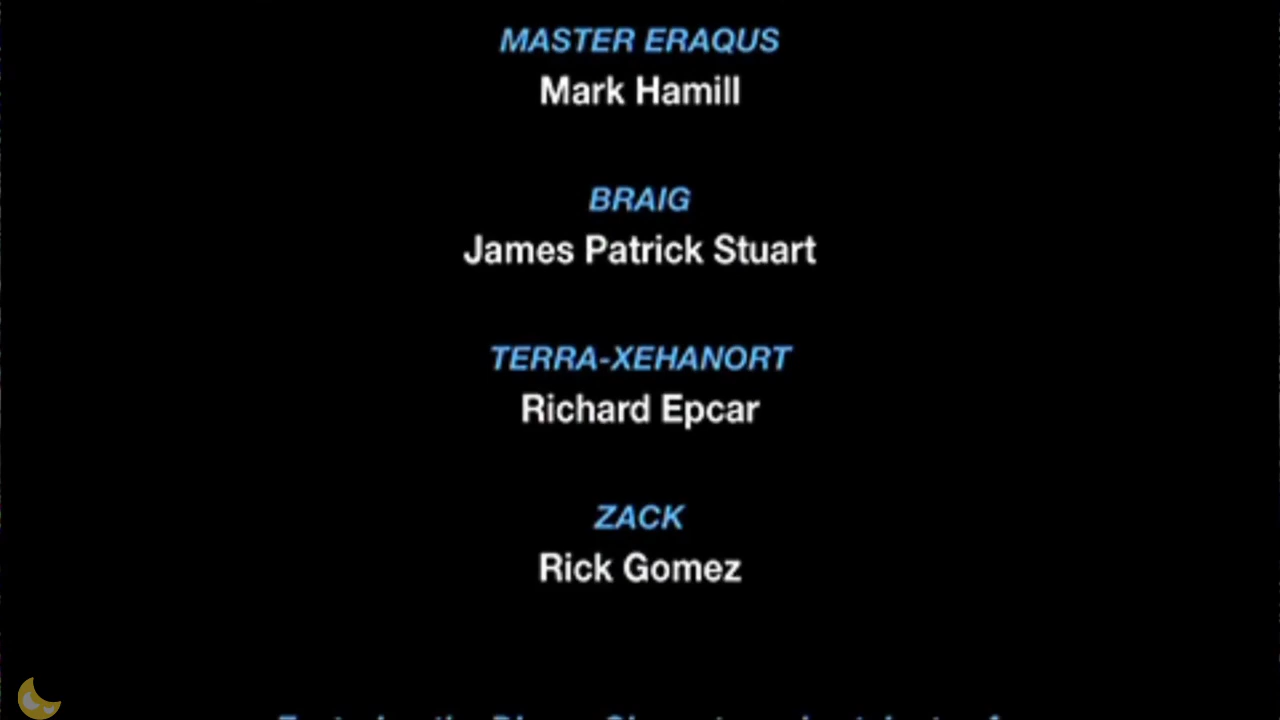 MASTER ERAQUS
Mark Hamill
BRAIG
James Patrick Stuart
TERRA-XEHANORT
Richard Epcar
ZACK
Rick Gomez